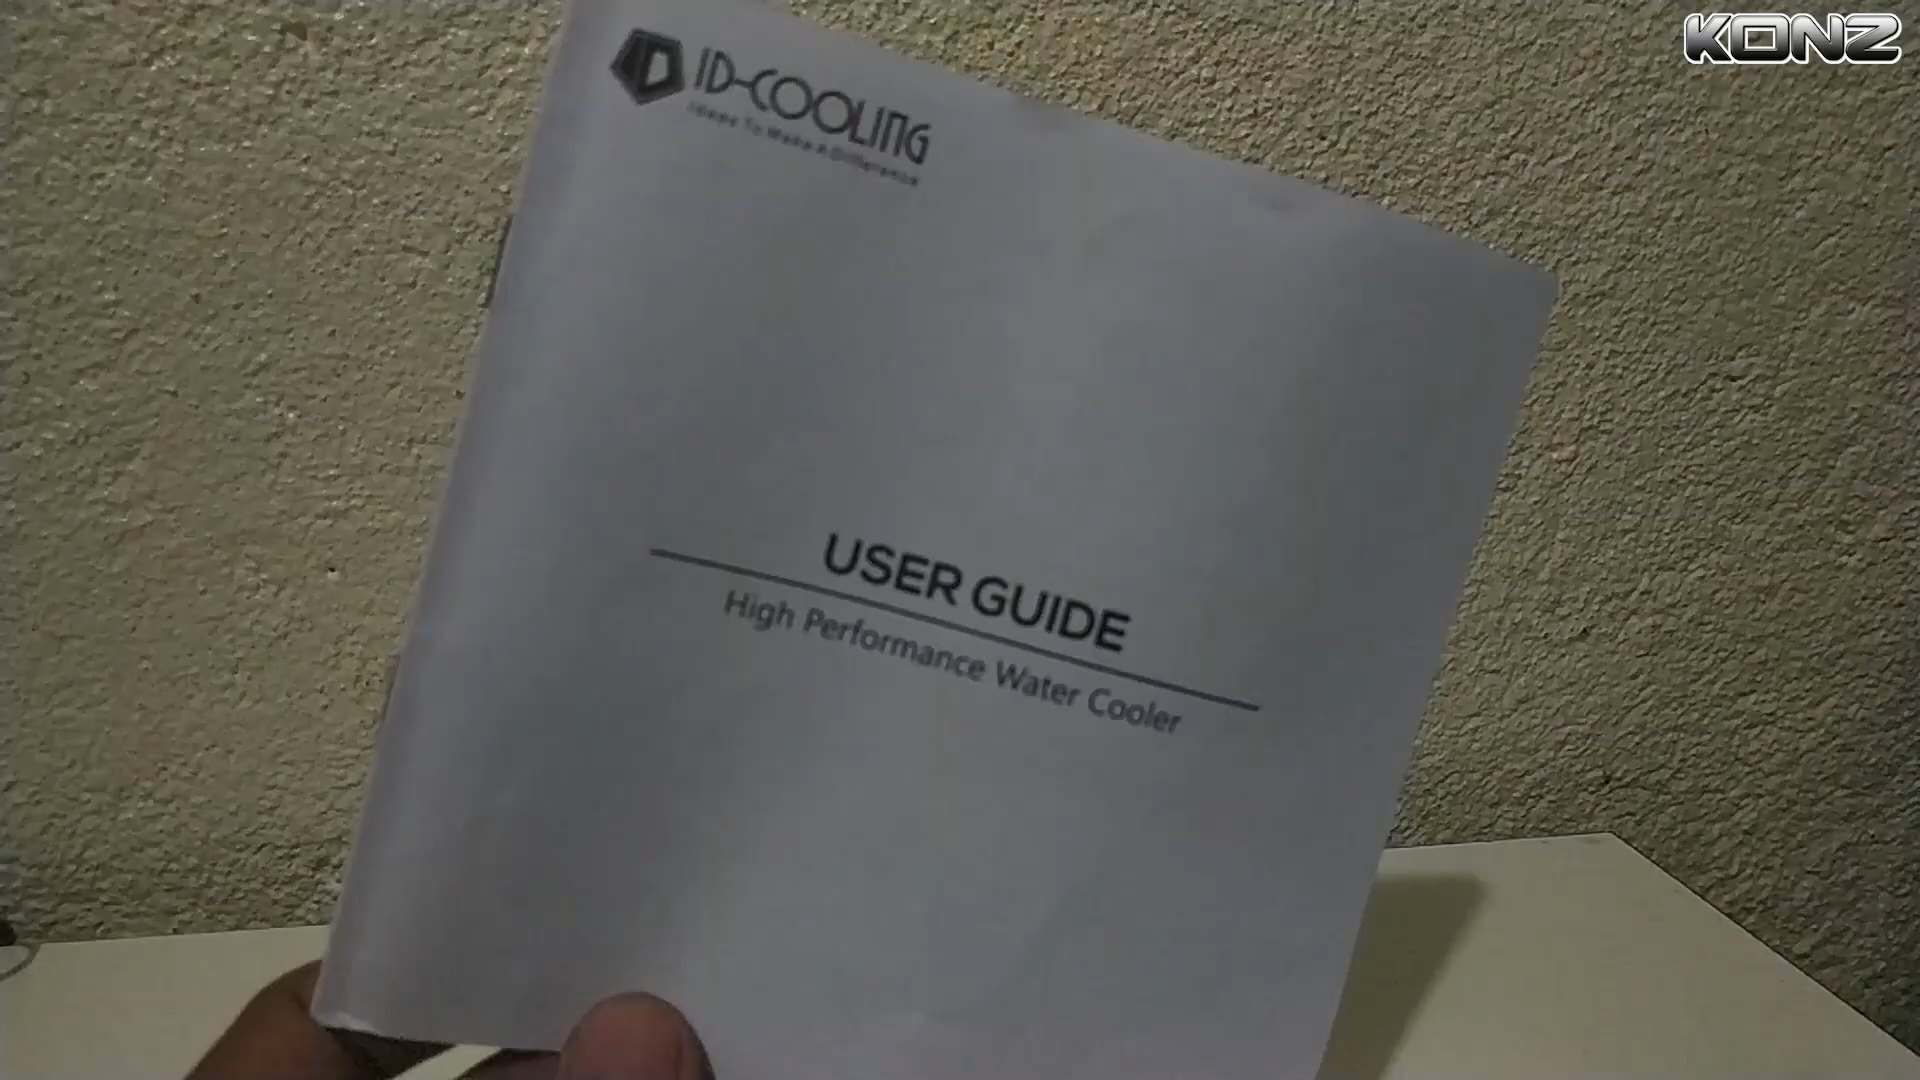 KONZ
ID-COOLING
Ideas To Make A Difference
USER GUIDE
High Performance Water Cooler